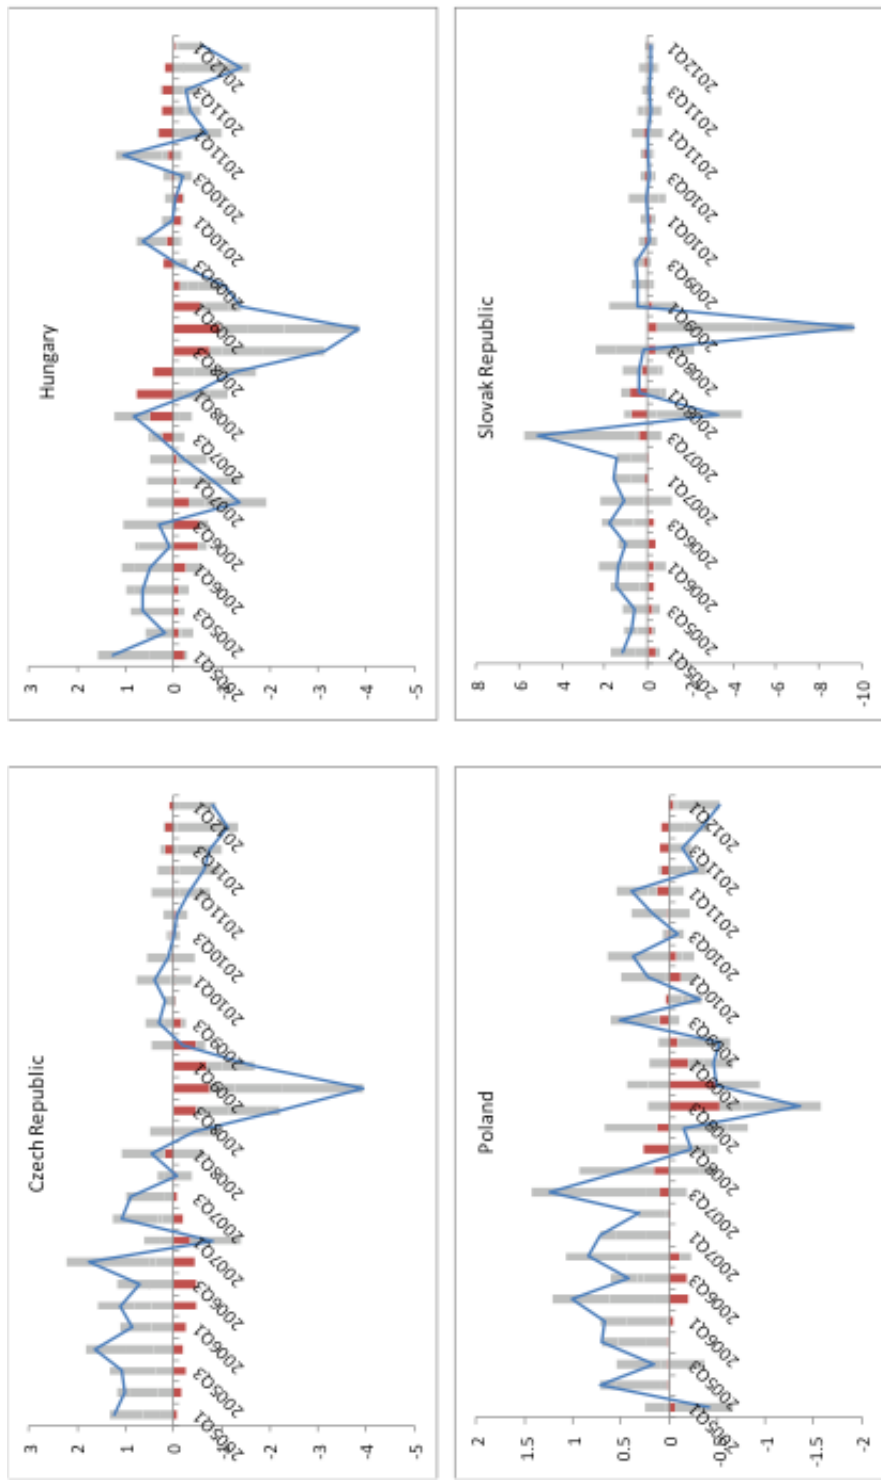 Czech Republic
3
2
1
0
-1
-2
-3
-4
-5
2005Q1
2005Q3
2006Q1
2006Q3
2007Q1
2007Q3
2008Q1
2008Q3
2009Q1
2009Q3
2010Q1
2010Q3
2011Q1
2011Q3
2012Q1
Hungary
3
2
1
0
-1
-2
-3
-4
-5
2005Q1
2005Q3
2006Q1
2006Q3
2007Q1
2007Q3
2008Q1
2008Q3
2009Q1
2009Q3
2010Q1
2010Q3
2011Q1
2011Q3
2012Q1
Poland
2
1.5
1
0.5
0
-0.5
-1
-1.5
-2
2005Q1
2005Q3
2006Q1
2006Q3
2007Q1
2007Q3
2008Q1
2008Q3
2009Q1
2009Q3
2010Q1
2010Q3
2011Q1
2011Q3
2012Q1
Slovak Republic
8
6
4
2
0
-2
-4
-6
-8
-10
2005Q1
2005Q3
2006Q1
2006Q3
2007Q1
2007Q3
2008Q1
2008Q3
2009Q1
2009Q3
2010Q1
2010Q3
2011Q1
2011Q3
2012Q1